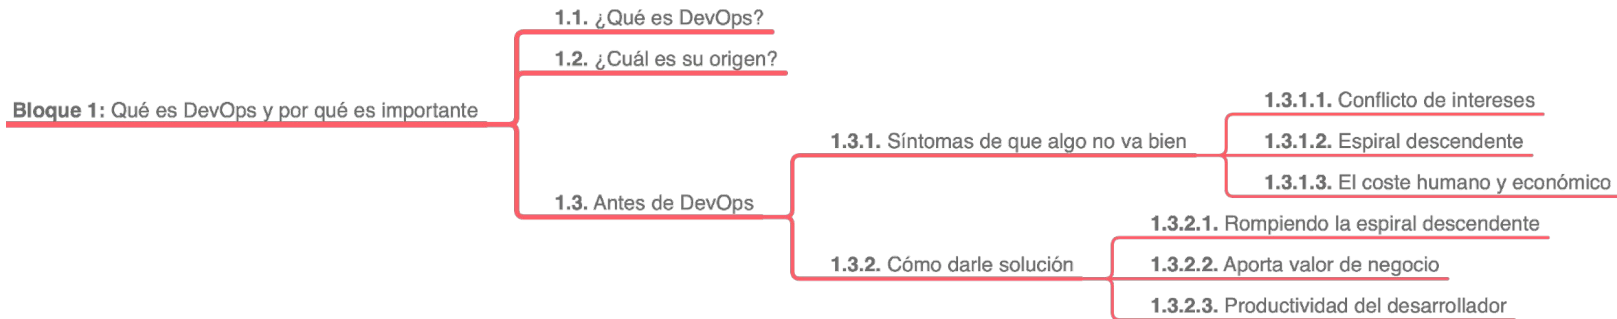 Bloque 1: Qué es DevOps y por qué es importante
1.1. ¿Qué es DevOps?
1.2. ¿Cuál es su origen?
1.3. Antes de DevOps
1.3.1. Síntomas de que algo no va bien
1.3.1.1. Conflicto de intereses
1.3.1.2. Espiral descendente
1.3.1.3. El coste humano y económico
1.3.2. Cómo darle solución
1.3.2.1. Rompiendo la espiral descendente
1.3.2.2. Aporta valor de negocio
1.3.2.3. Productividad del desarrollador